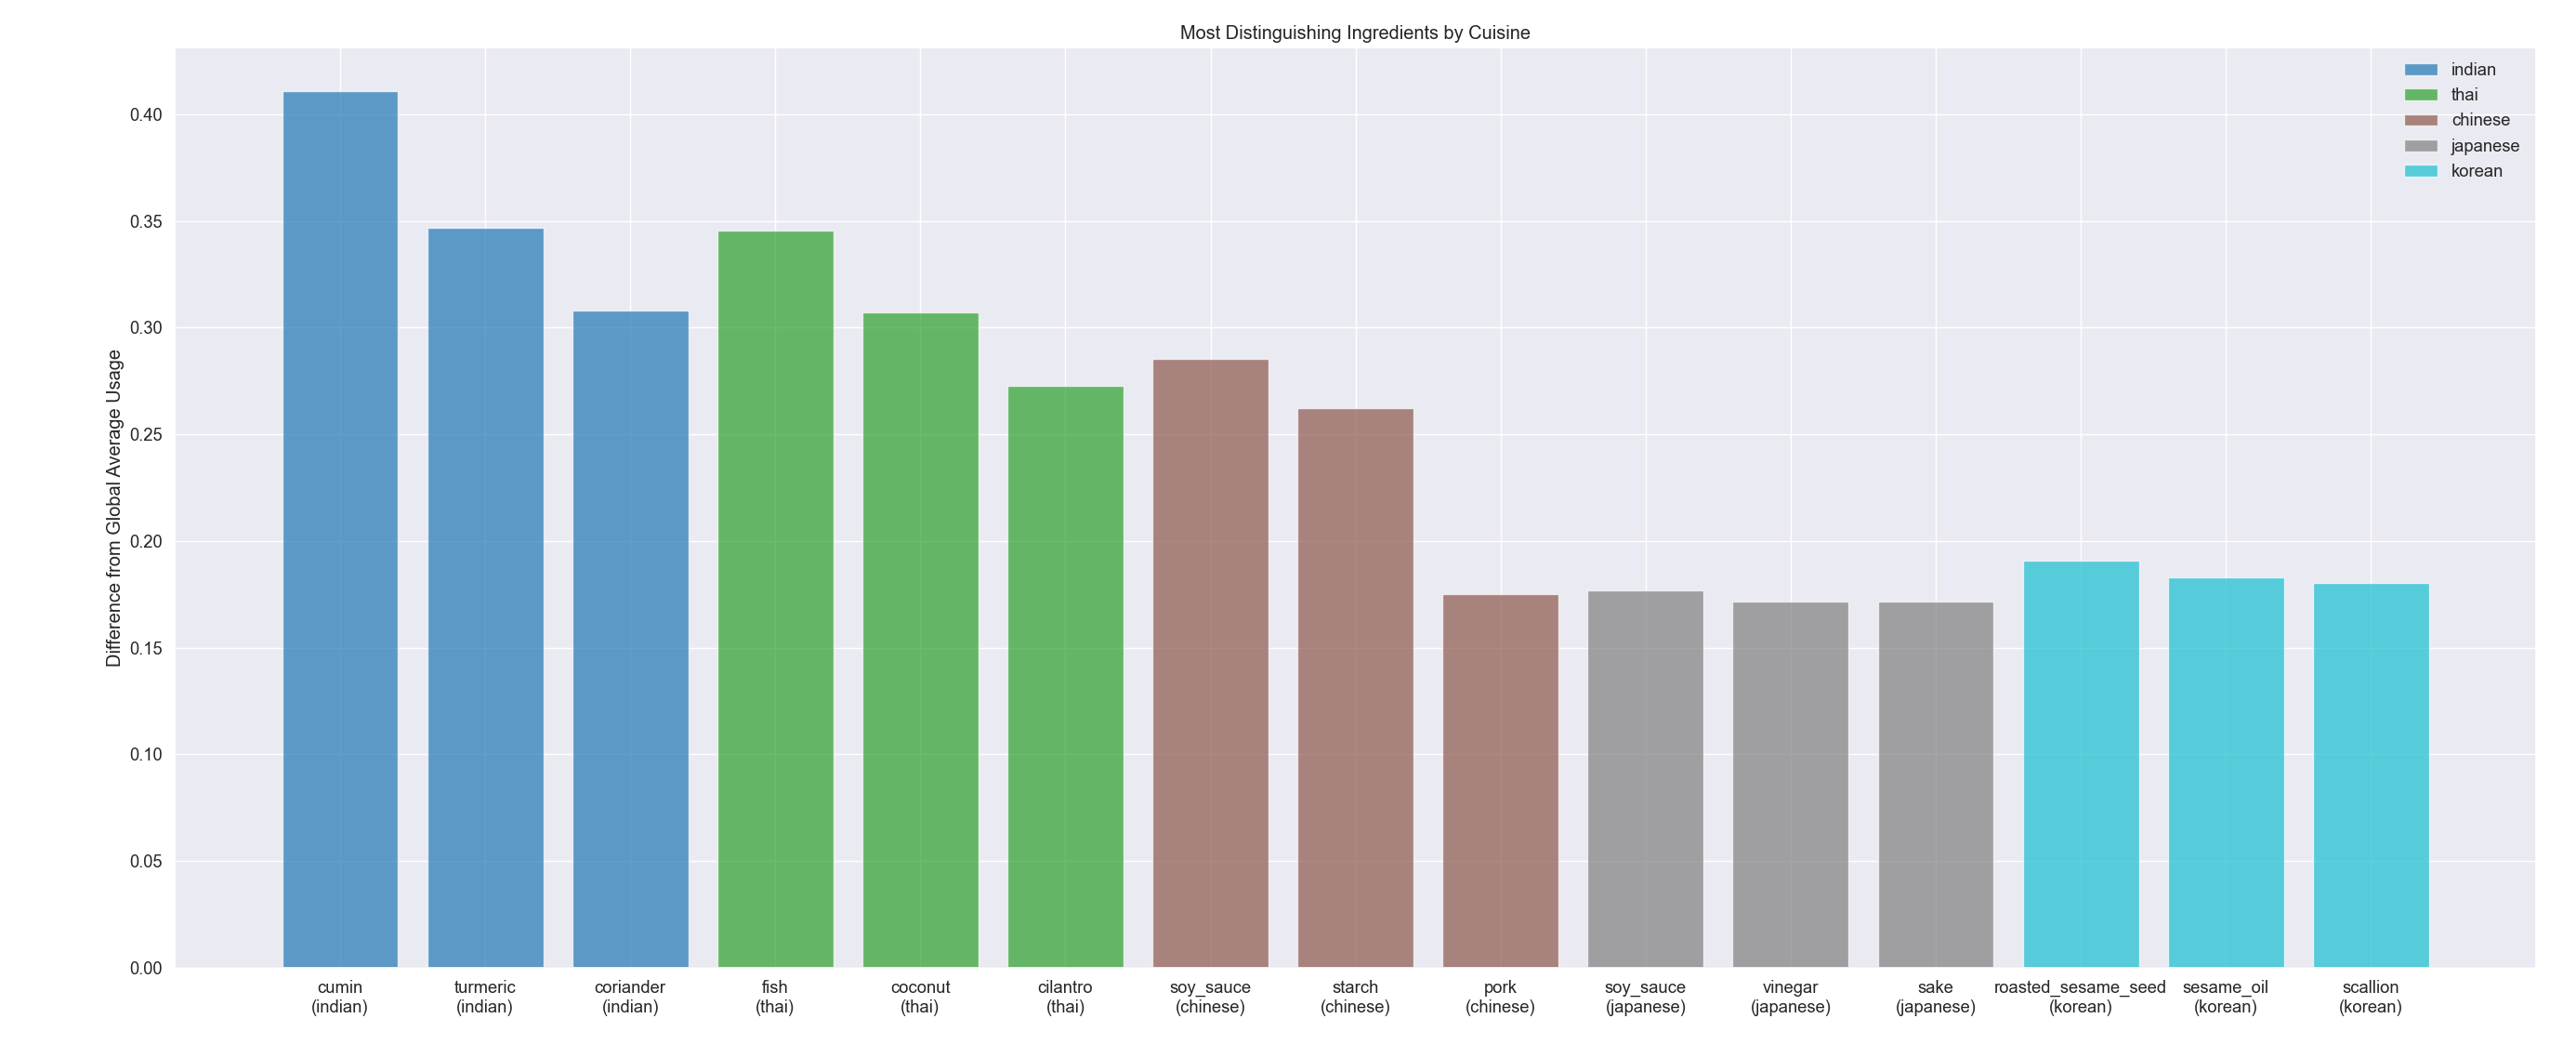 Most Distinguishing Ingredients by Cuisine
indian
thai
chinese
japanese
korean
Difference from Global Average Usage
0.40
0.35
0.30
0.25
0.20
0.15
0.10
0.05
0.00
cumin
(indian)
turmeric
(indian)
coriander
(indian)
fish
(thai)
coconut
(thai)
cilantro
(thai)
soy_sauce
(chinese)
starch
(chinese)
pork
(chinese)
soy_sauce
(japanese)
vinegar
(japanese)
sake
(japanese)
roasted_sesame_seed
(korean)
sesame_oil
(korean)
scallion
(korean)